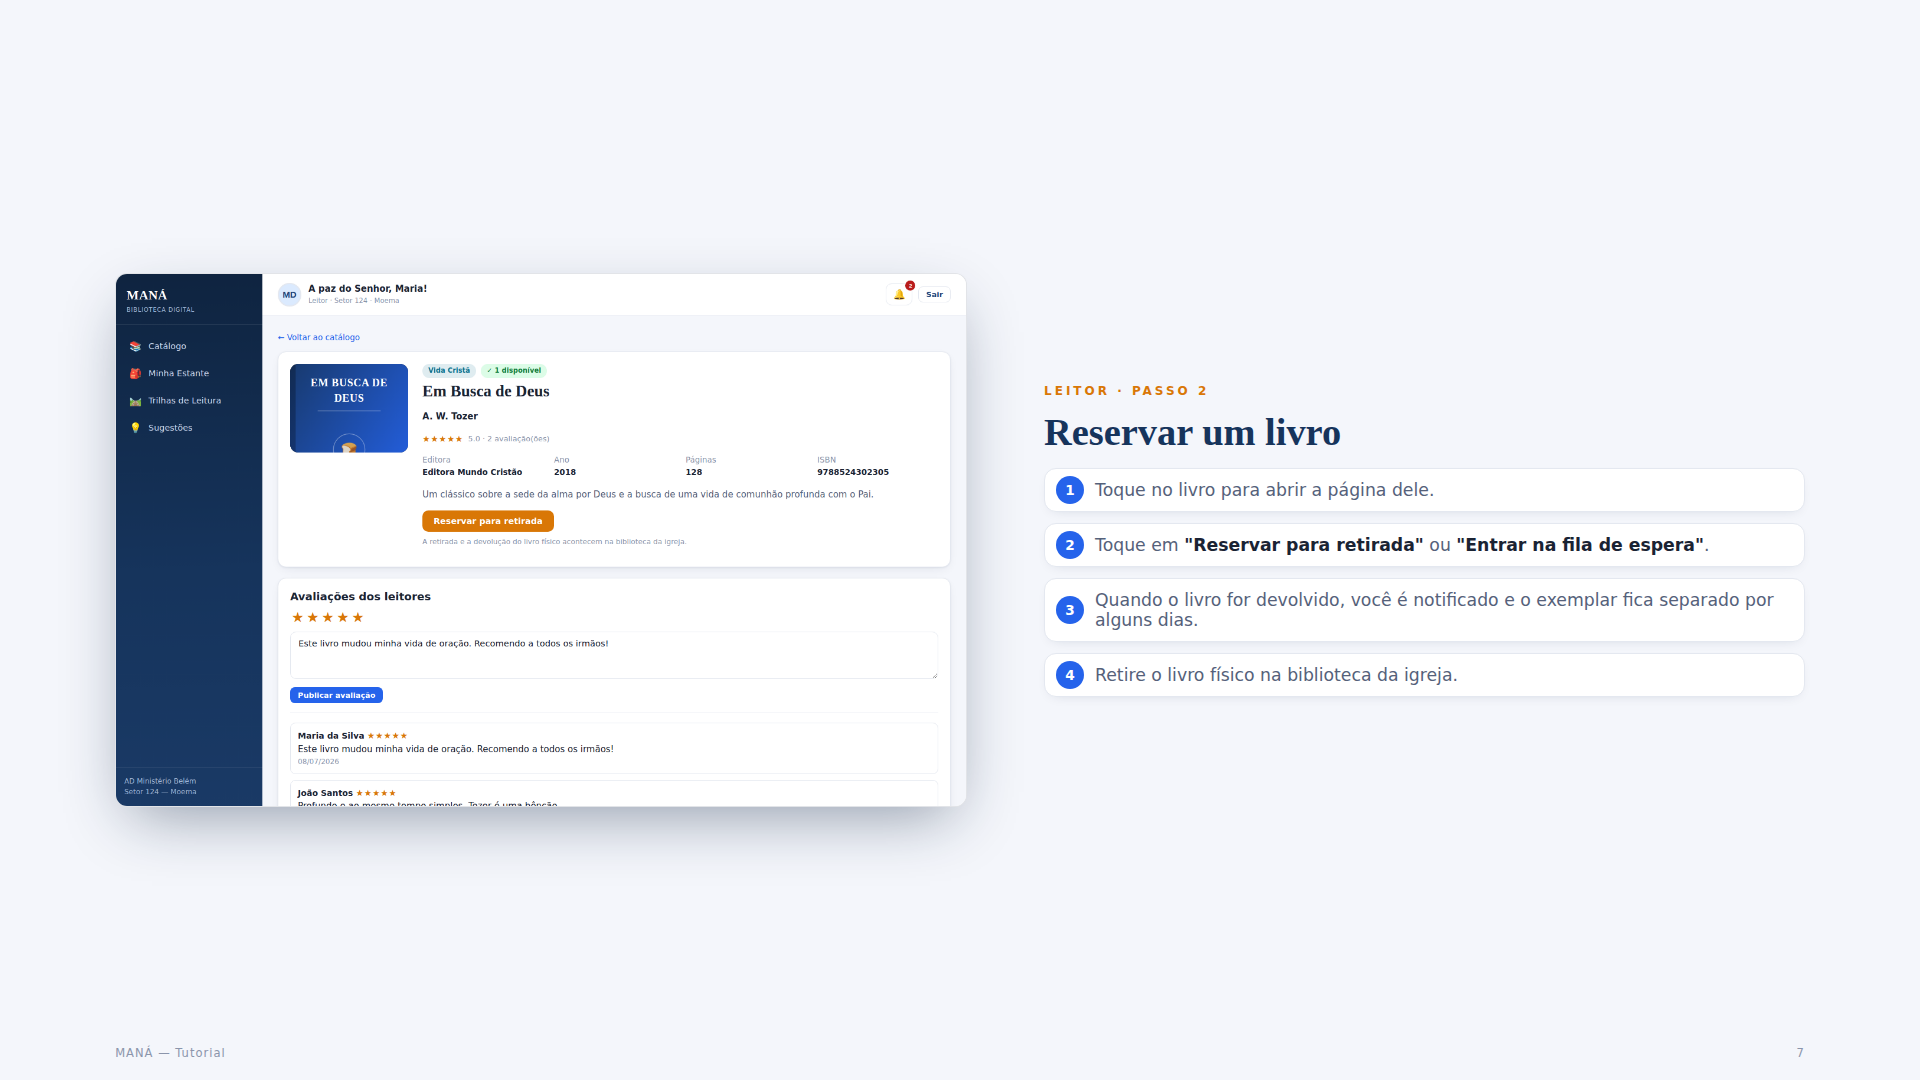 MANÁ
BIBLIOTECA DIGITAL
Catálogo
Minha Estante
Trilhas de Leitura
Sugestões
AD Ministério Belém
Setor 124 — Moema
MD
A paz do Senhor, Maria!
Leitor · Setor 124 · Moema
2
Sair
← Voltar ao catálogo
EM BUSCA DE
DEUS
Vida Cristã
✓ 1 disponível
Em Busca de Deus
A. W. Tozer
★★★★★ 5.0 · 2 avaliação(ões)
Editora
Editora Mundo Cristão
Ano
2018
Páginas
128
ISBN
9788524302305
Um clássico sobre a sede da alma por Deus e a busca de uma vida de comunhão profunda com o Pai.
Reservar para retirada
A retirada e a devolução do livro físico acontecem na biblioteca da igreja.
Avaliações dos leitores
★★★★★
Este livro mudou minha vida de oração. Recomendo a todos os irmãos!
Publicar avaliação
Maria da Silva ★★★★★
Este livro mudou minha vida de oração. Recomendo a todos os irmãos!
08/07/2026
João Santos ★★★★★
Profundo e ao mesmo tempo simples. Tozer é uma bênção.
LEITOR · PASSO 2
Reservar um livro
1 Toque no livro para abrir a página dele.
2 Toque em "Reservar para retirada" ou "Entrar na fila de espera".
3 Quando o livro for devolvido, você é notificado e o exemplar fica separado por
alguns dias.
4 Retire o livro físico na biblioteca da igreja.
MANÁ — Tutorial
7